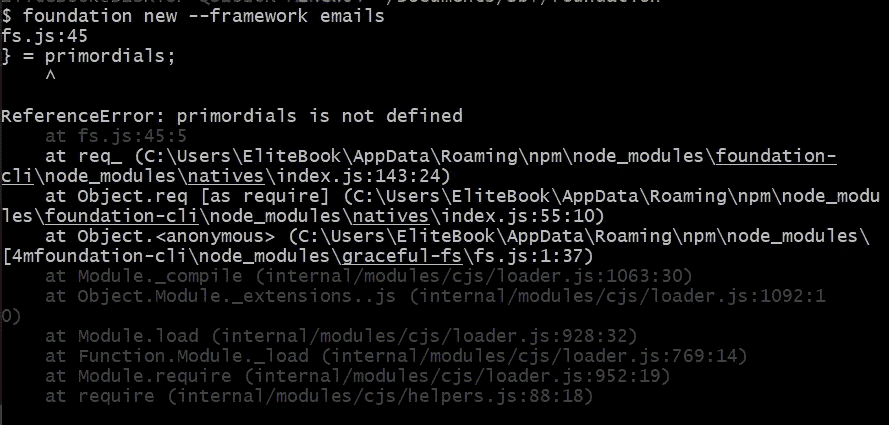 $ foundation new --framework emails
fs.js:45
} = primordials;
    ^
ReferenceError: primordials is not defined
    at fs.js:45:5
    at req_ (C:\Users\EliteBook\AppData\Roaming\npm\node_modules\foundation-
cli\node_modules\natives\index.js:143:24)
    at Object.req [as require] (C:\Users\EliteBook\AppData\Roaming\npm\node_modu
les\foundation-cli\node_modules\natives\index.js:55:10)
    at Object.<anonymous> (C:\Users\EliteBook\AppData\Roaming\npm\node_modules\
[4mfoundation-cli\node_modules\graceful-fs\fs.js:1:37)
    at Module._compile (internal/modules/cjs/loader.js:1063:30)
    at Object.Module._extensions..js (internal/modules/cjs/loader.js:1092:1
0)
    at Module.load (internal/modules/cjs/loader.js:928:32)
    at Function.Module._load (internal/modules/cjs/loader.js:769:14)
    at Module.require (internal/modules/cjs/loader.js:952:19)
    at require (internal/modules/cjs/helpers.js:88:18)